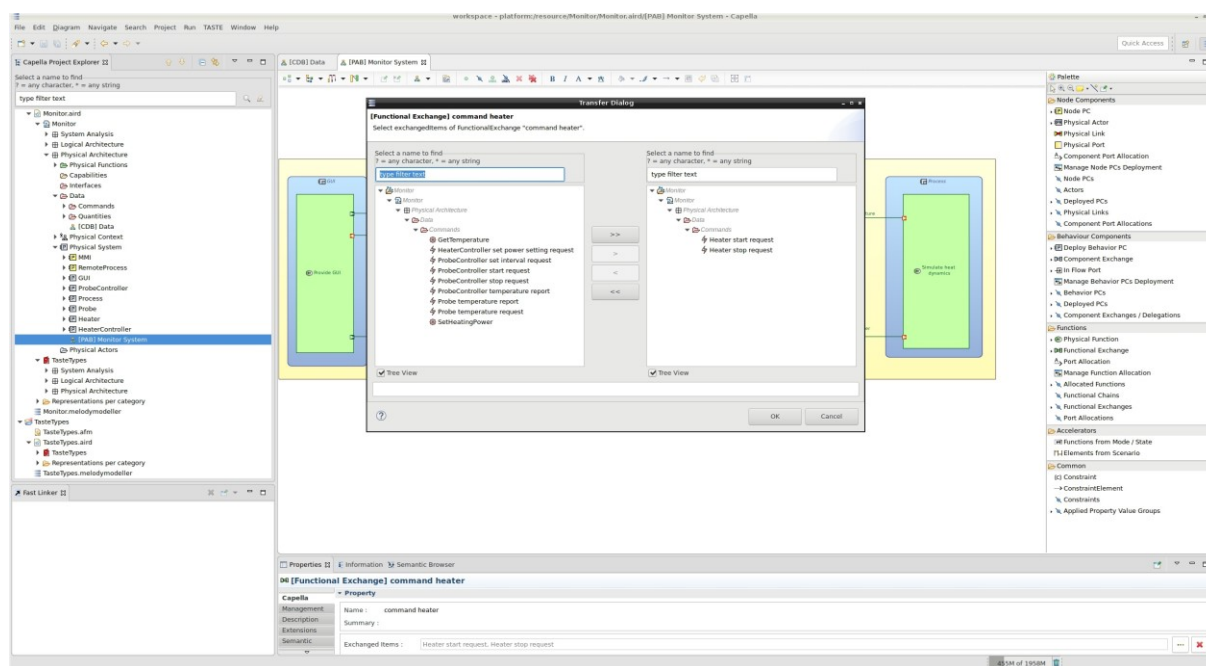 workspace - platform:/resource/Monitor/Monitor.aird/[PAB] Monitor System - Capella
File Edit Diagram Navigate Search Project Run TASTE Window Help
Quick Access
Capella Project Explorer
Select a name to find
? = any character, * = any string
type filter text
Monitor.aird
Monitor
System Analysis
Logical Architecture
Physical Architecture
Physical Functions
Capabilities
Interfaces
Data
Commands
Quantities
[CDB] Data
Physical Context
Physical System
MMI
RemoteProcess
GUI
ProbeController
Process
Probe
Heater
HeaterController
[PAB] Monitor System
Physical Actors
TasteTypes
System Analysis
Logical Architecture
Physical Architecture
Representations per category
Monitor.melodymodeller
TasteTypes
TasteTypes.afm
TasteTypes.aird
TasteTypes
Representations per category
TasteTypes.melodymodeller
Fast Linker
[CDB] Data
[PAB] Monitor System
GUI
Provide GUI
Process
Simulate heat
dynamics
Transfer Dialog
[Functional Exchange] command heater
Select exchangedItems of FunctionalExchange "command heater".
Select a name to find
? = any character, * = any string
type filter text
Monitor
Monitor
Physical Architecture
Data
Commands
GetTemperature
HeaterController set power setting request
ProbeController set interval request
ProbeController start request
ProbeController stop request
ProbeController temperature report
Probe temperature report
Probe temperature request
SetHeatingPower
Tree View
>>
>
<
<<
Select a name to find
? = any character, * = any string
type filter text
Monitor
Monitor
Physical Architecture
Data
Commands
Heater start request
Heater stop request
Tree View
OK
Cancel
Palette
Node Components
Node PC
Physical Actor
Physical Link
Physical Port
Component Port Allocation
Manage Node PCs Deployment
Node PCs
Actors
Deployed PCs
Physical Links
Component Port Allocations
Behaviour Components
Deploy Behavior PC
Component Exchange
In Flow Port
Manage Behavior PCs Deployment
Behavior PCs
Deployed PCs
Component Exchanges / Delegations
Functions
Physical Function
Functional Exchange
Port Allocation
Manage Function Allocation
Allocated Functions
Functional Chains
Functional Exchanges
Port Allocations
Accelerators
Functions from Mode / State
Elements from Scenario
Common
Constraint
ConstraintElement
Constraints
Applied Property Value Groups
Properties
Information
Semantic Browser
[Functional Exchange] command heater
Capella
Management
Description
Extensions
Semantic
Property
Name : command heater
Summary :
Exchanged Items : Heater start request, Heater stop request
455M of 1958M